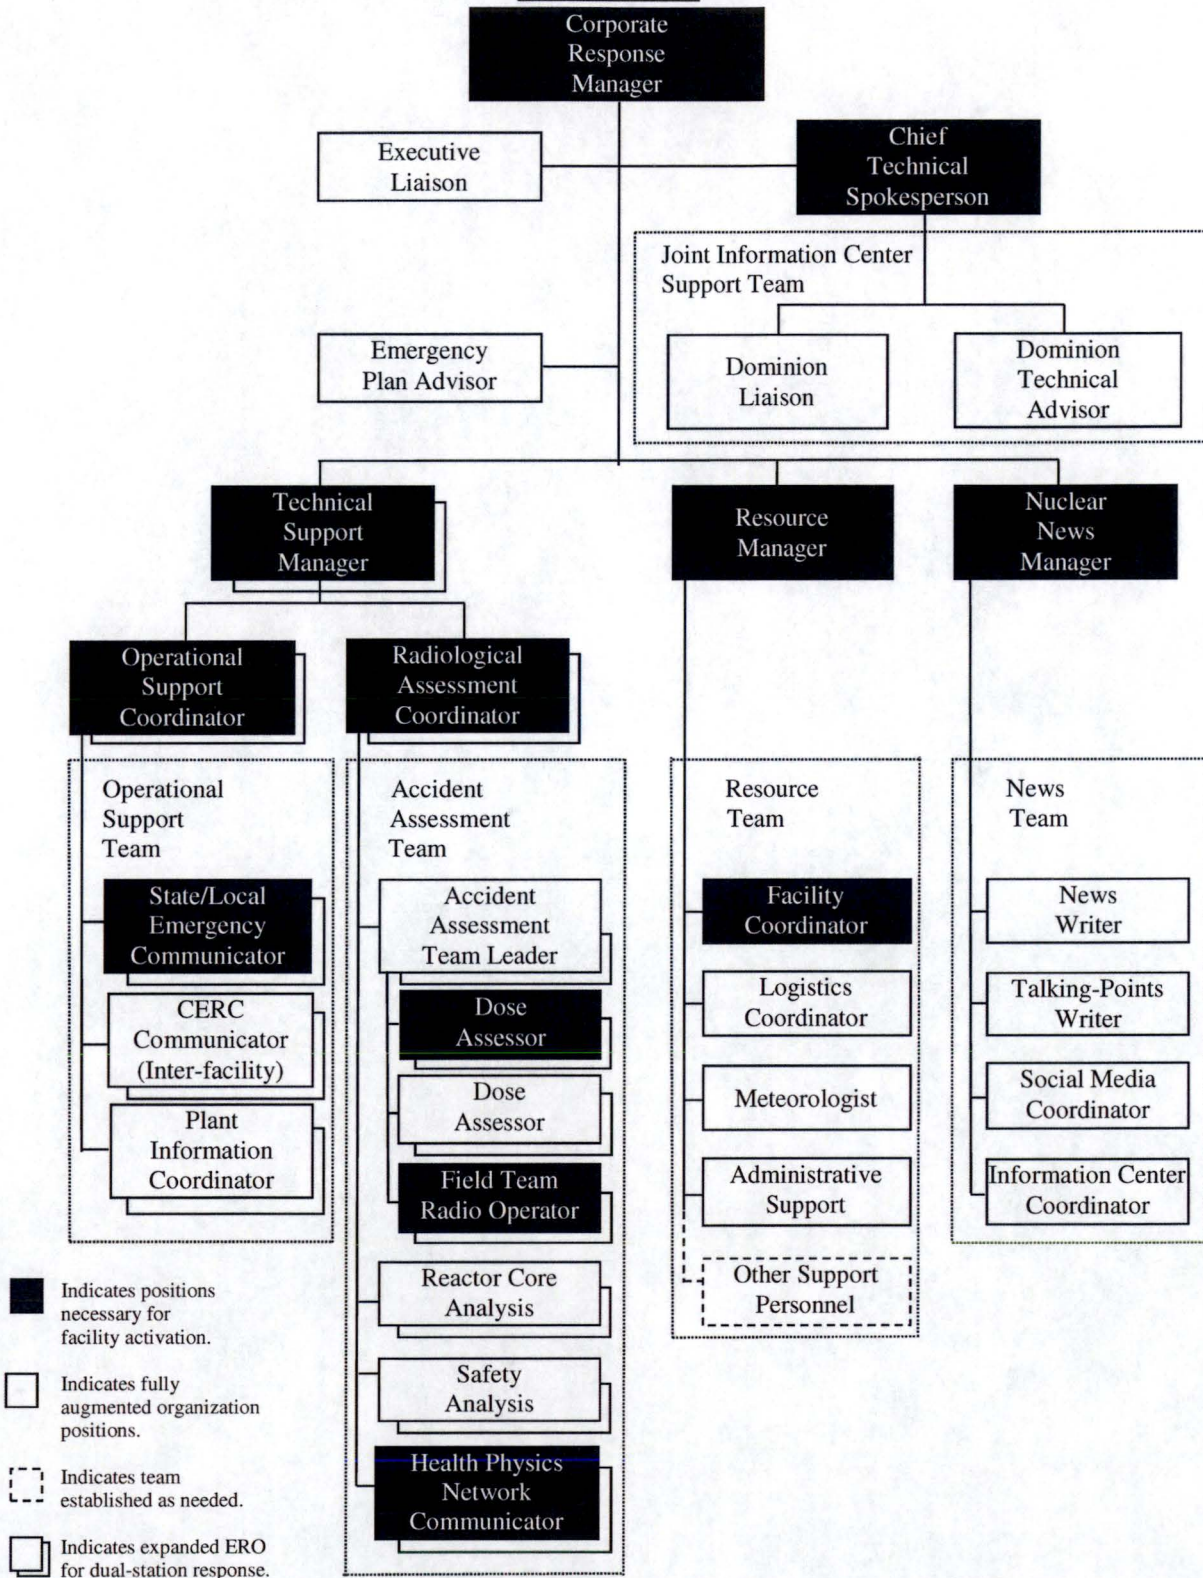 Corporate
Response
Manager
Executive
Liaison
Chief
Technical
Spokesperson
Joint Information Center
Support Team
Emergency
Plan Advisor
Dominion
Liaison
Dominion
Technical
Advisor
Technical
Support
Manager
Resource
Manager
Nuclear
News
Manager
Operational
Support
Coordinator
Radiological
Assessment
Coordinator
Operational
Support
Team
State/Local
Emergency
Communicator
CERC
Communicator
(Inter-facility)
Plant
Information
Coordinator
Accident
Assessment
Team
Accident
Assessment
Team Leader
Dose
Assessor
Dose
Assessor
Field Team
Radio Operator
Reactor Core
Analysis
Safety
Analysis
Health Physics
Network
Communicator
Resource
Team
Facility
Coordinator
Logistics
Coordinator
Meteorologist
Administrative
Support
Other Support
Personnel
News
Team
News
Writer
Talking-Points
Writer
Social Media
Coordinator
Information Center
Coordinator
Indicates positions
necessary for
facility activation.
Indicates fully
augmented organization
positions.
Indicates team
established as needed.
Indicates expanded ERO
for dual-station response.